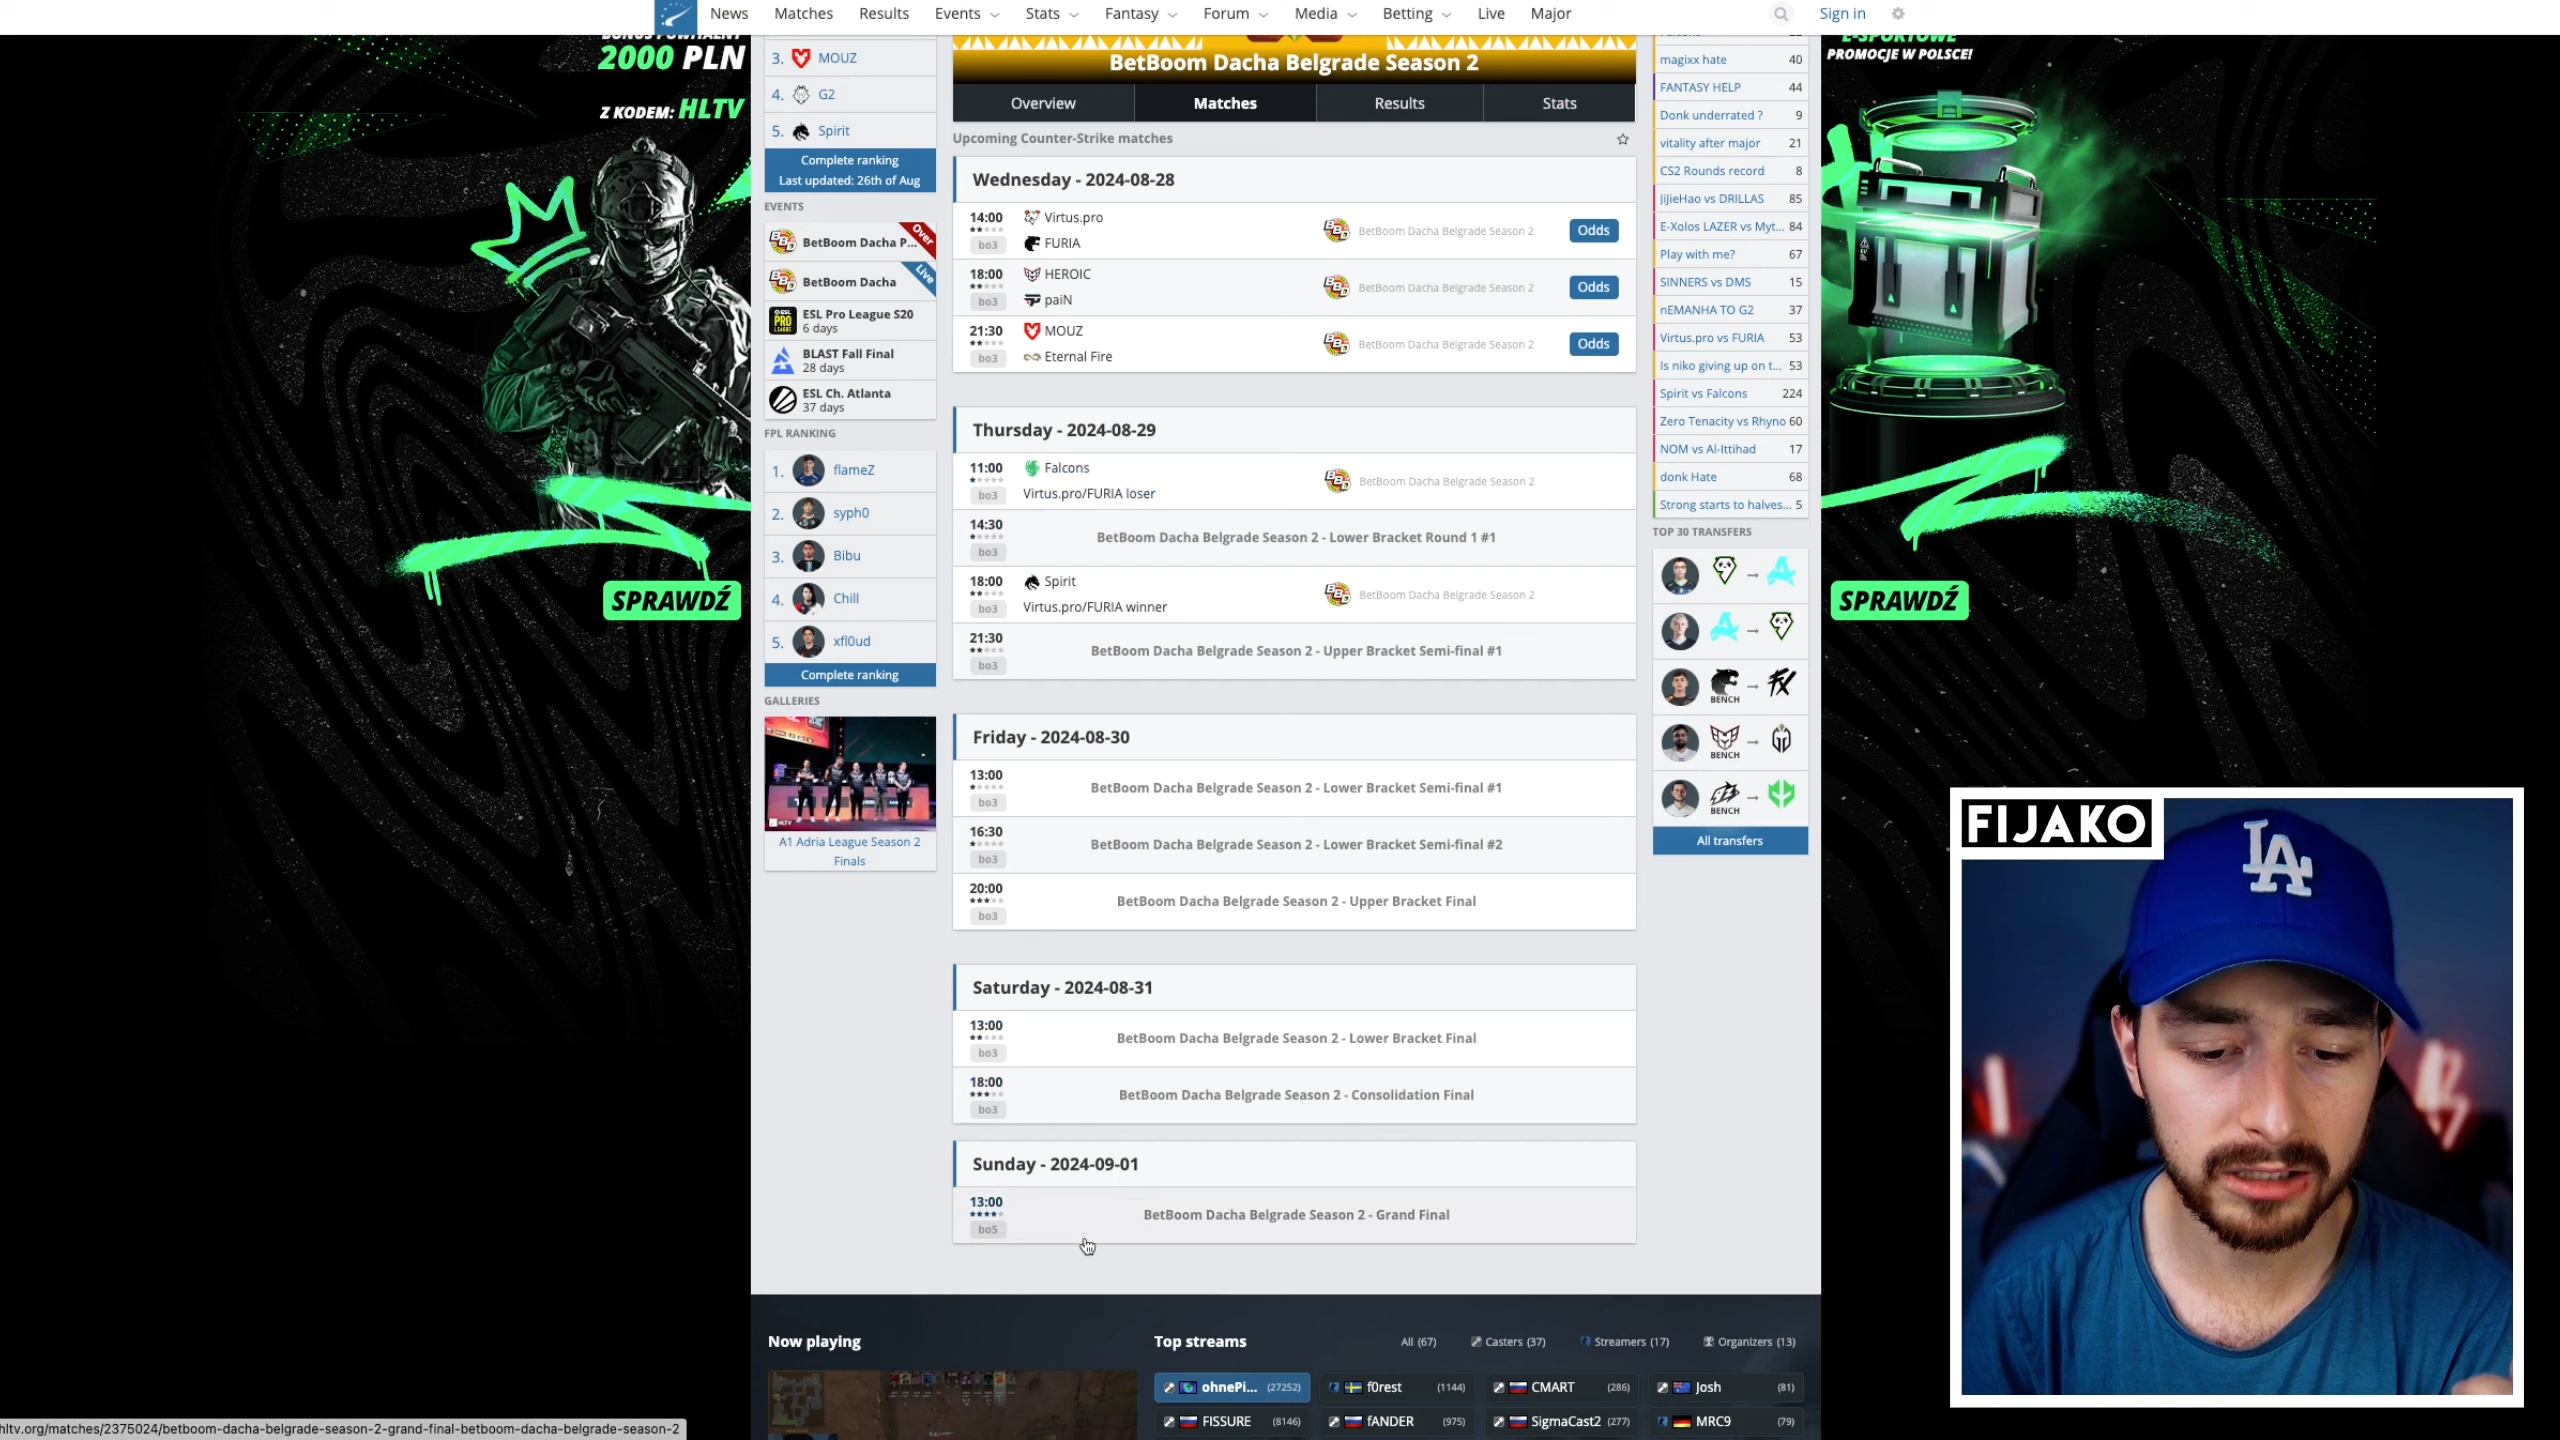 News Matches Results Events Stats Fantasy Forum Media Betting Live Major Sign in
2000 PLN
Z KODEM: HLTV
SPRAWDŹ
3. MOUZ
4. G2
5. Spirit
Complete ranking
Last updated: 26th of Aug
EVENTS
BetBoom Dacha P... Over
BetBoom Dacha Live
ESL Pro League S20
6 days
BLAST Fall Final
28 days
ESL Ch. Atlanta
37 days
FPL RANKING
1. flameZ
2. syph0
3. Bibu
4. Chill
5. xfl0ud
Complete ranking
GALLERIES
A1 Adria League Season 2
Finals
BetBoom Dacha Belgrade Season 2
Overview Matches Results Stats
Upcoming Counter-Strike matches
Wednesday - 2024-08-28
14:00 Virtus.pro
bo3 FURIA
BetBoom Dacha Belgrade Season 2 Odds
18:00 HEROIC
bo3 paiN
BetBoom Dacha Belgrade Season 2 Odds
21:30 MOUZ
bo3 Eternal Fire
BetBoom Dacha Belgrade Season 2 Odds
Thursday - 2024-08-29
11:00 Falcons
bo3 Virtus.pro/FURIA loser
BetBoom Dacha Belgrade Season 2
14:30
bo3
BetBoom Dacha Belgrade Season 2 - Lower Bracket Round 1 #1
18:00 Spirit
bo3 Virtus.pro/FURIA winner
BetBoom Dacha Belgrade Season 2
21:30
bo3
BetBoom Dacha Belgrade Season 2 - Upper Bracket Semi-final #1
Friday - 2024-08-30
13:00
bo3
BetBoom Dacha Belgrade Season 2 - Lower Bracket Semi-final #1
16:30
bo3
BetBoom Dacha Belgrade Season 2 - Lower Bracket Semi-final #2
20:00
bo3
BetBoom Dacha Belgrade Season 2 - Upper Bracket Final
Saturday - 2024-08-31
13:00
bo3
BetBoom Dacha Belgrade Season 2 - Lower Bracket Final
18:00
bo3
BetBoom Dacha Belgrade Season 2 - Consolidation Final
Sunday - 2024-09-01
13:00
bo5
BetBoom Dacha Belgrade Season 2 - Grand Final
magixx hate 40
FANTASY HELP 44
Donk underrated ? 9
vitality after major 21
CS2 Rounds record 8
JiJieHao vs DRILLAS 85
E-Xolos LAZER vs Myt... 84
Play with me? 67
SINNERS vs DMS 15
nEMANHA TO G2 37
Virtus.pro vs FURIA 53
Is niko giving up on t... 53
Spirit vs Falcons 224
Zero Tenacity vs Rhyno 60
NOM vs Al-Ittihad 17
donk Hate 68
Strong starts to halves... 5
TOP 30 TRANSFERS
BENCH
BENCH
BENCH
All transfers
E-SPORTOWE
PROMOCJE W POLSCE!
SPRAWDŹ
FIJAKO
LA
Now playing
Top streams All (67) Casters (37) Streamers (17) Organizers (13)
ohnePi... (27252) f0rest (1144) CMART (286) Josh (81)
FISSURE (8146) fANDER (975) SigmaCast2 (277) MRC9 (79)
hltv.org/matches/2375024/betboom-dacha-belgrade-season-2-grand-final-betboom-dacha-belgrade-season-2